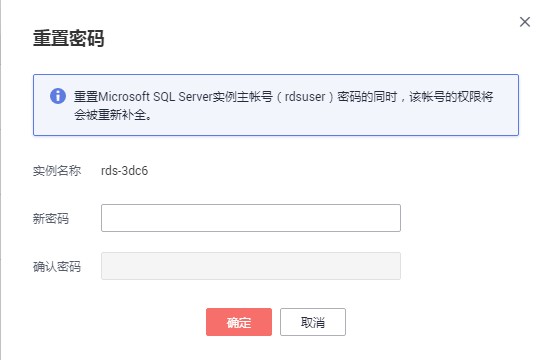 重置密码
重置Microsoft SQL Server实例主帐号（rdsuser）密码的同时，该帐号的权限将
会被重新补全。
实例名称 rds-3dc6
新密码
确认密码
确定 取消